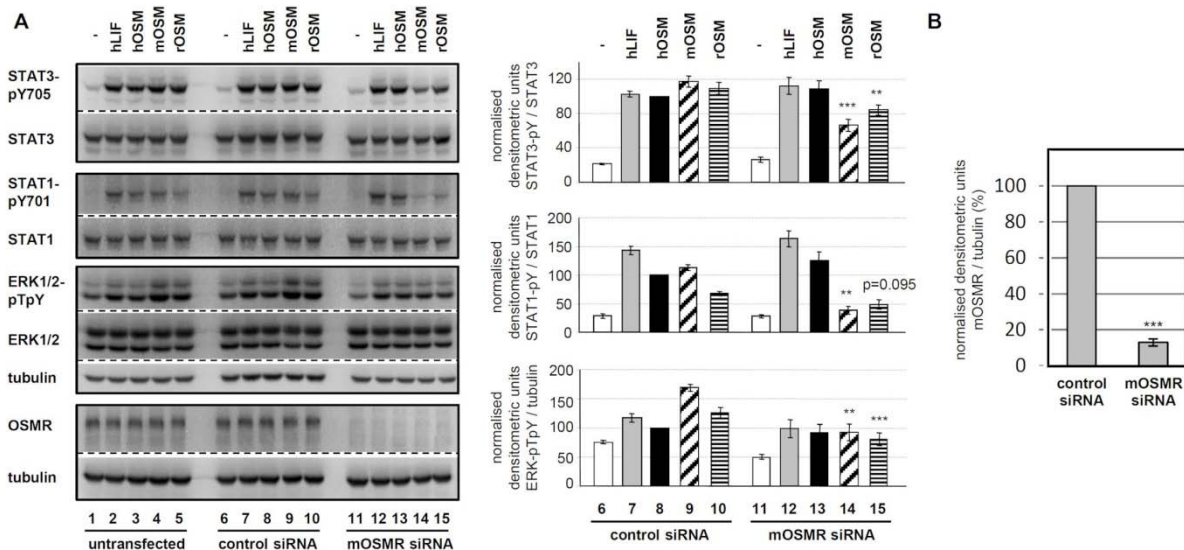 A
- hLIF hOSM mOSM rOSM - hLIF hOSM mOSM rOSM - hLIF hOSM mOSM rOSM
STAT3-
pY705
STAT3
STAT1-
pY701
STAT1
ERK1/2-
pTpY
ERK1/2
tubulin
OSMR
tubulin
1 2 3 4 5 6 7 8 9 10 11 12 13 14 15
untransfected control siRNA mOSMR siRNA
- hLIF hOSM mOSM rOSM - hLIF hOSM mOSM rOSM
normalised
densitometric units
STAT3-pY / STAT3
120
80
40
0
*** **
normalised
densitometric units
STAT1-pY / STAT1
200
150
100
50
0
** p=0.095
normalised
densitometric units
ERK-pTpY / tubulin
200
150
100
50
0
** ***
6 7 8 9 10 11 12 13 14 15
control siRNA mOSMR siRNA
B
normalised densitometric units
mOSMR / tubulin (%)
100
80
60
40
20
0
***
control
siRNA
mOSMR
siRNA